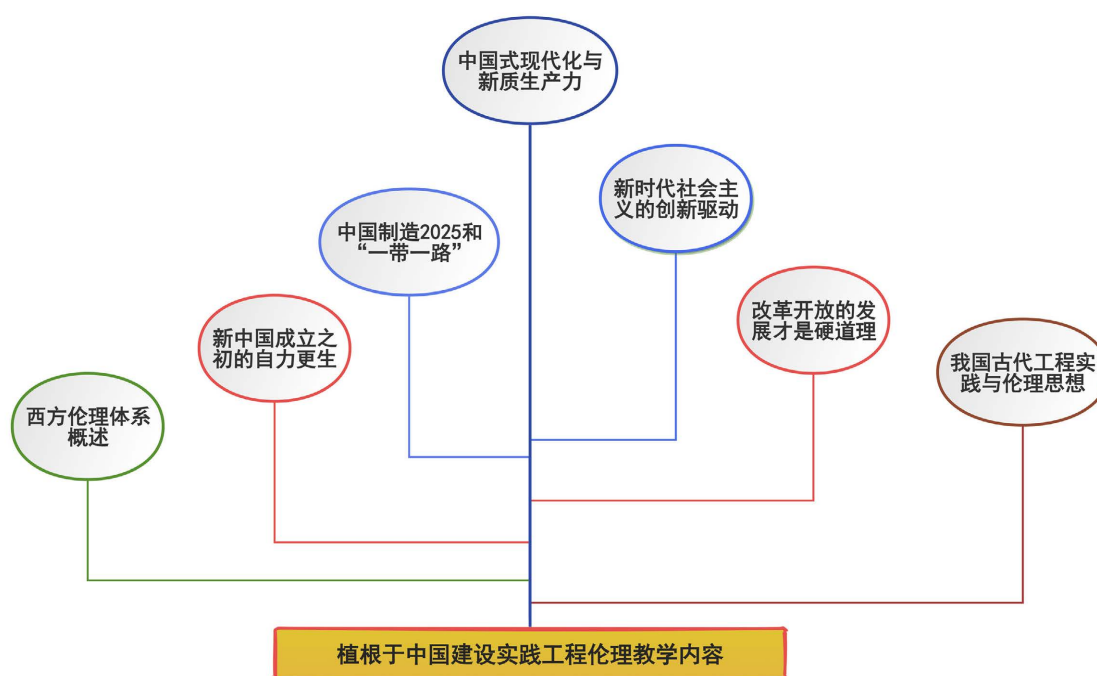 中国式现代化与
新质生产力
新时代社会主
义的创新驱动
中国制造2025和
“一带一路”
改革开放的发
展才是硬道理
新中国成立之
初的自力更生
我国古代工程实
践与伦理思想
西方伦理体系
概述
植根于中国建设实践工程伦理教学内容